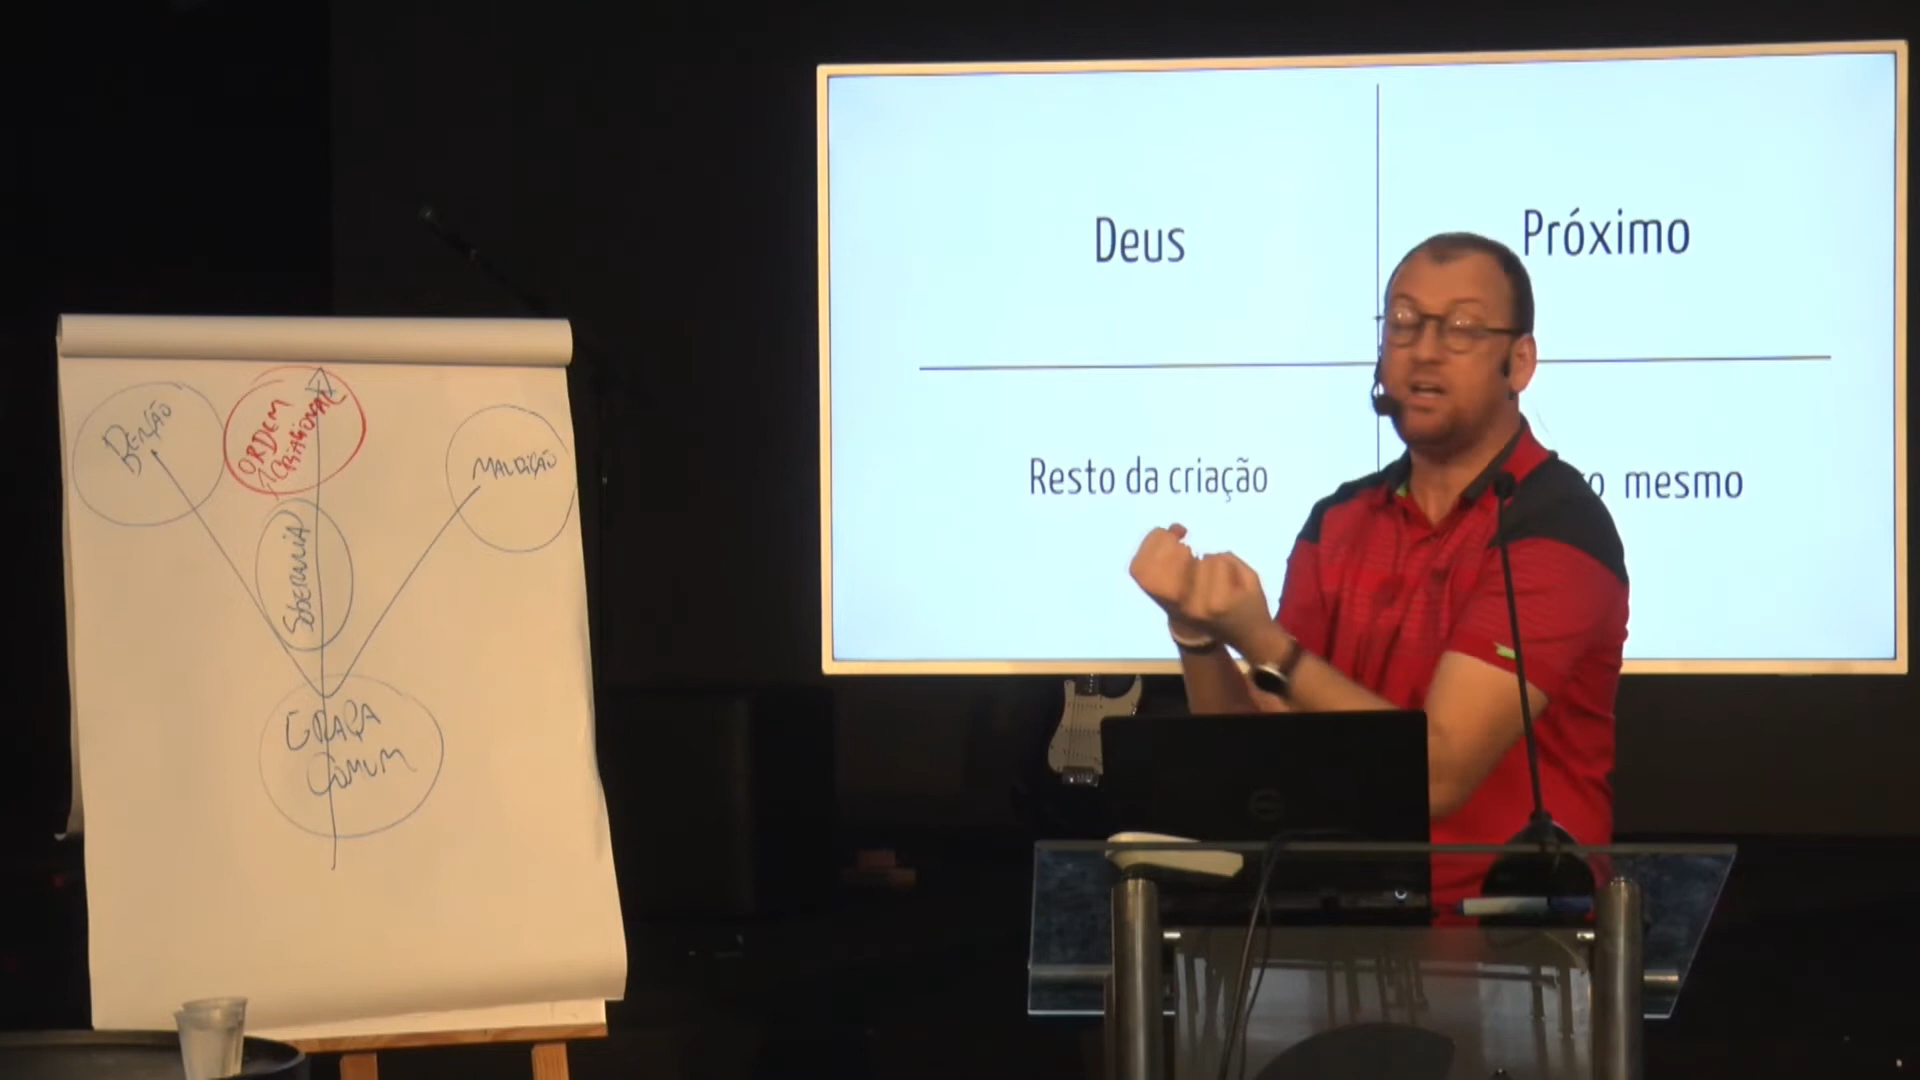 BENÇÃO
ORDEM
CRIACIONAL
MALDIÇÃO
SOBERANIA
GRAÇA
COMUM
Deus
Próximo
Resto da criação
mesmo